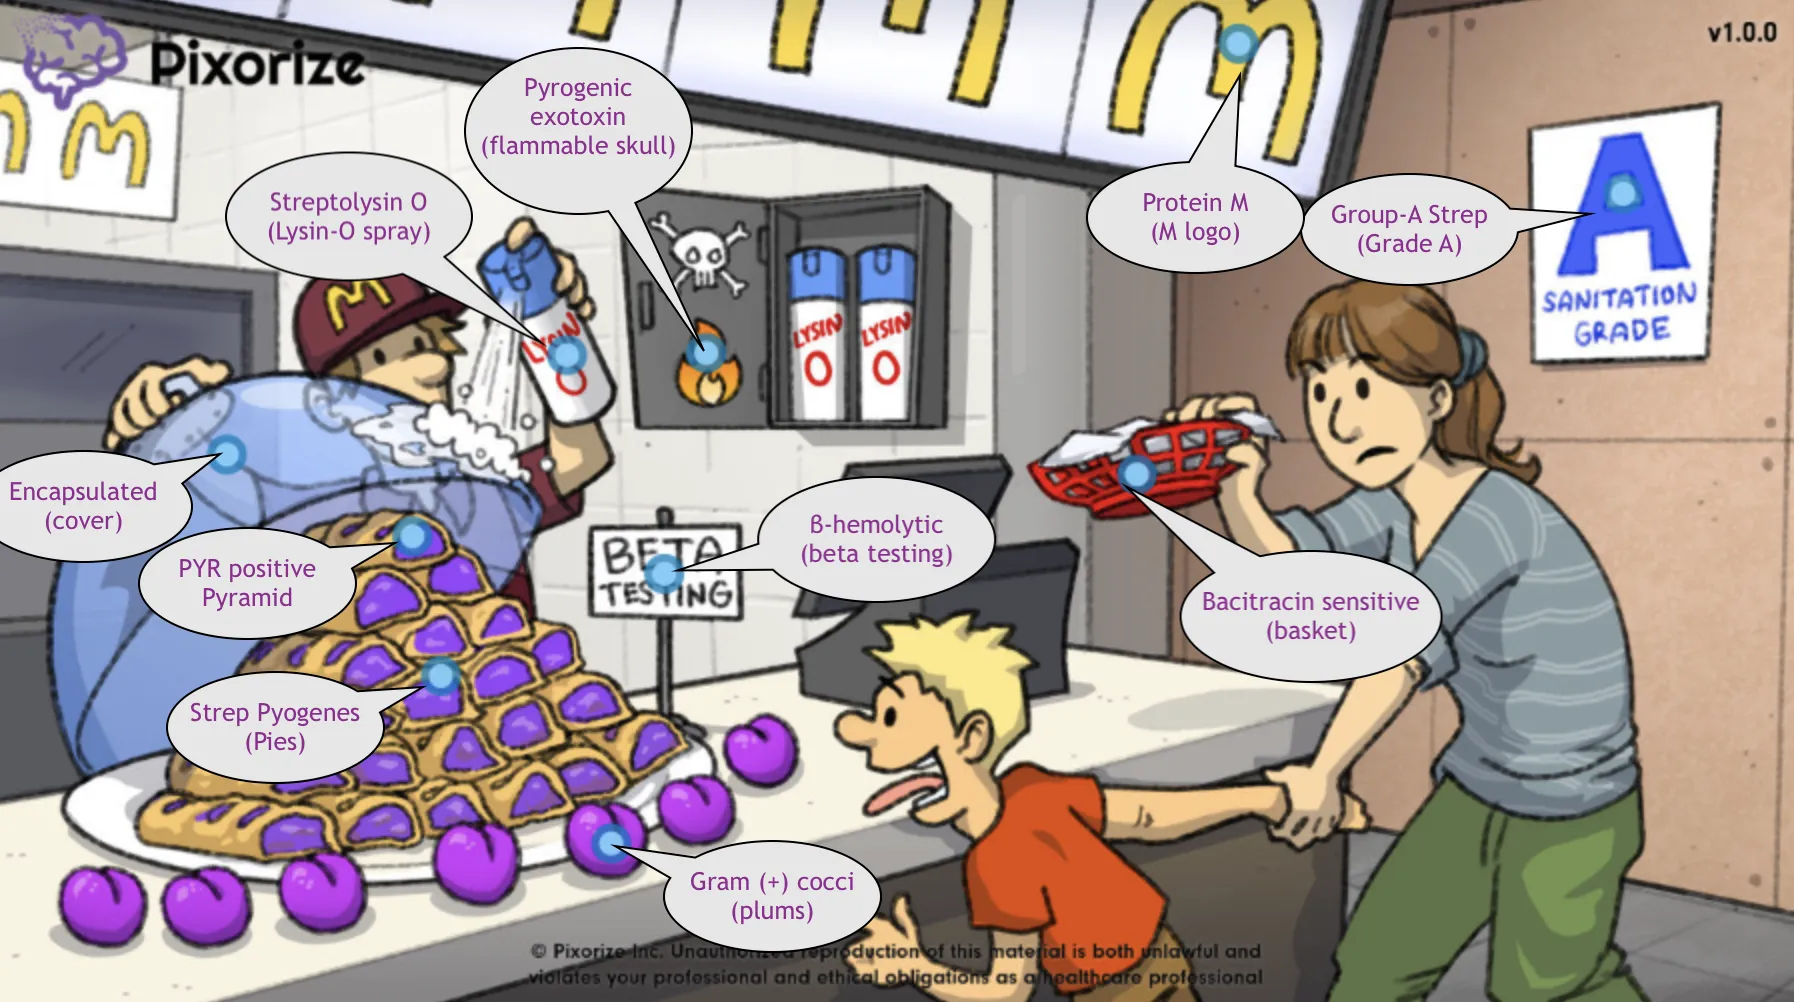 Pixorize
v1.0.0
M
M
Pyrogenic
exotoxin
(flammable skull)
Streptolysin O
(Lysin-O spray)
Protein M
(M logo)
Group-A Strep
(Grade A)
A
SANITATION
GRADE
M
LYSIN
O
LYSIN
O
LYSIN
O
Encapsulated
(cover)
PYR positive
Pyramid
BETA
TESTING
ß-hemolytic
(beta testing)
Bacitracin sensitive
(basket)
Strep Pyogenes
(Pies)
Gram (+) cocci
(plums)
© Pixorize Inc. Unauthorized reproduction of this material is both unlawful and
violates your professional and ethical obligations as a healthcare professional